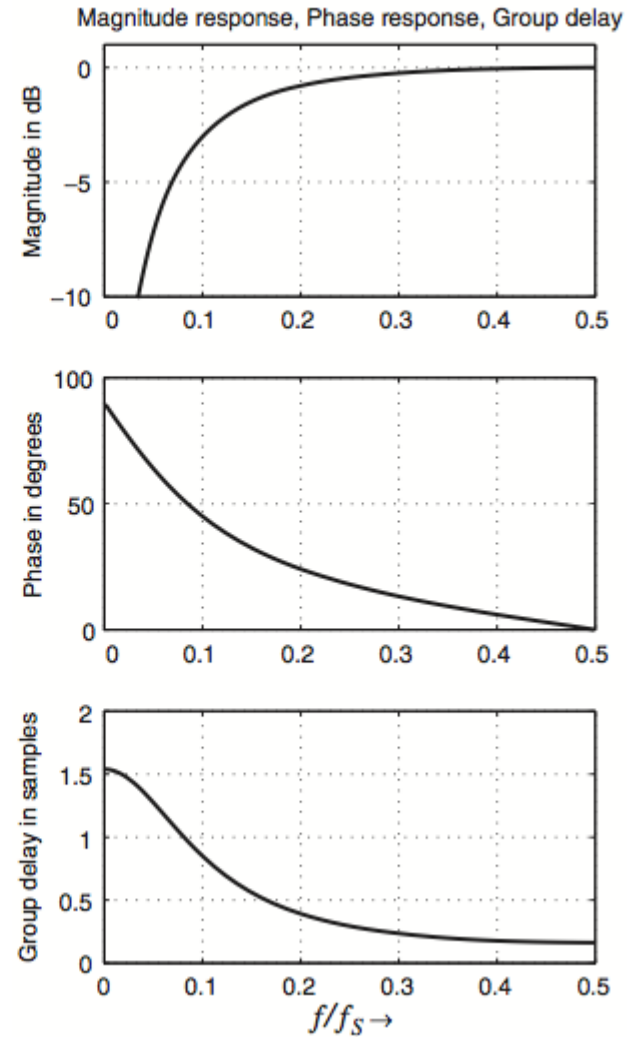 Magnitude response, Phase response, Group delay
Magnitude in dB
0
−5
−10
0 0.1 0.2 0.3 0.4 0.5
Phase in degrees
100
50
0
0 0.1 0.2 0.3 0.4 0.5
Group delay in samples
2
1.5
1
0.5
0
0 0.1 0.2 0.3 0.4 0.5
f/fS→